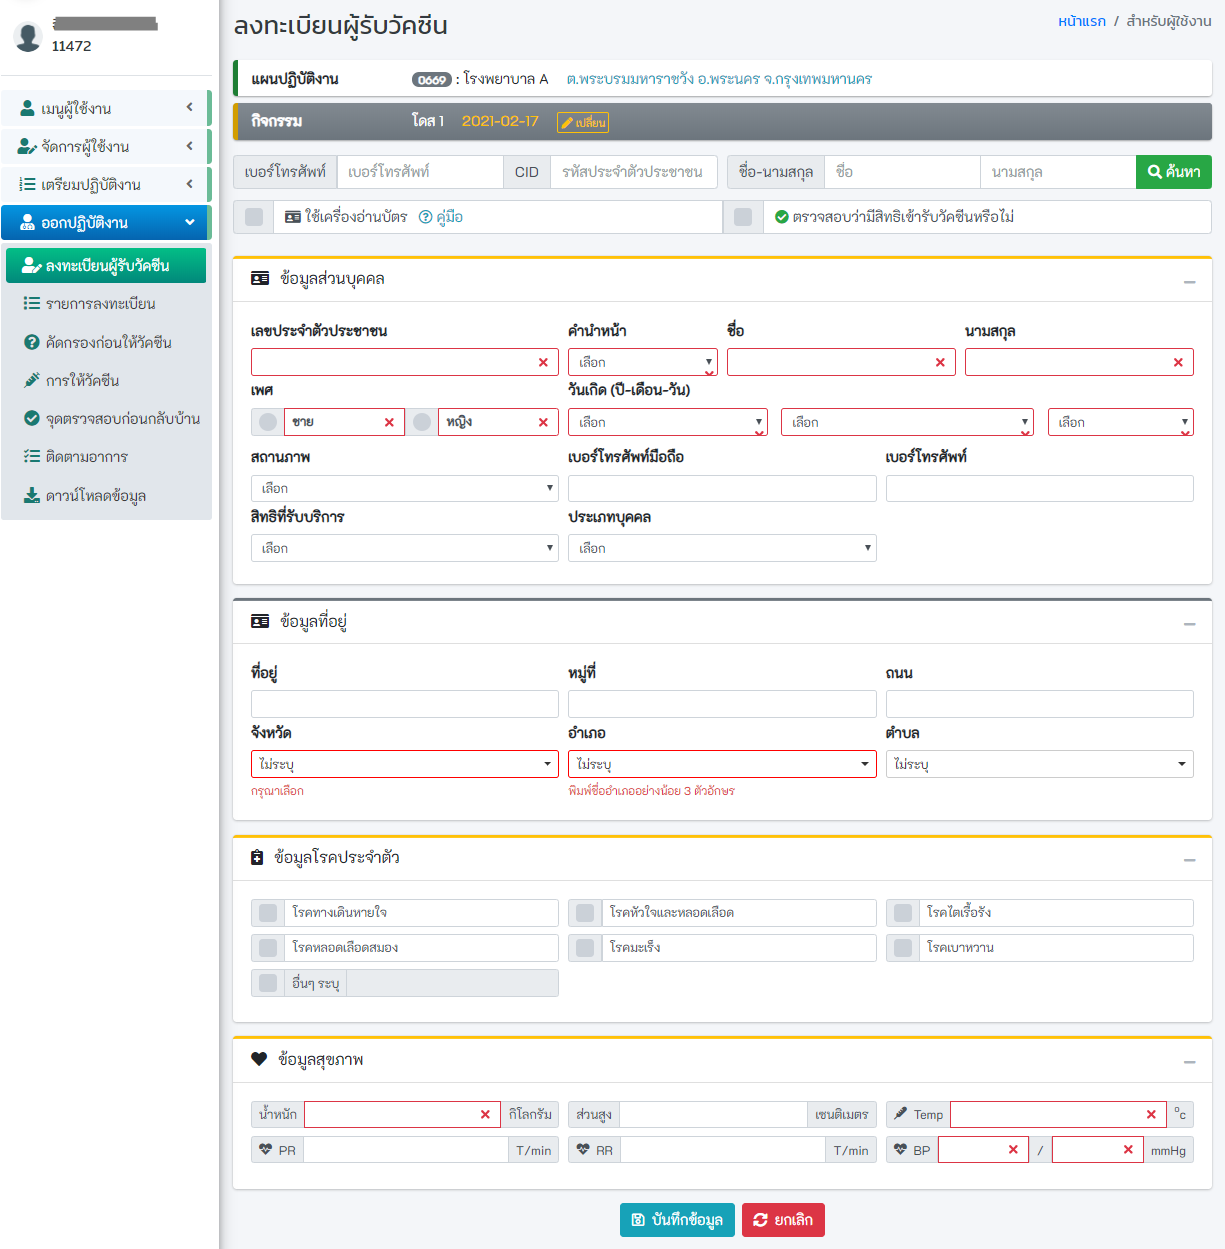 11472
ลงทะเบียนผู้รับวัคซีน
หน้าแรก / สำหรับผู้ใช้งาน
แผนปฏิบัติงาน 0669 : โรงพยาบาล A ต.พระบรมมหาราชวัง อ.พระนคร จ.กรุงเทพมหานคร
กิจกรรม โดส 1 2021-02-17 เปลี่ยน
เมนูผู้ใช้งาน
จัดการผู้ใช้งาน
เตรียมปฏิบัติงาน
ออกปฏิบัติงาน
ลงทะเบียนผู้รับวัคซีน
รายการลงทะเบียน
คัดกรองก่อนให้วัคซีน
การให้วัคซีน
จุดตรวจสอบก่อนกลับบ้าน
ติดตามอาการ
ดาวน์โหลดข้อมูล
เบอร์โทรศัพท์ เบอร์โทรศัพท์ CID รหัสประจำตัวประชาชน ชื่อ-นามสกุล ชื่อ นามสกุล ค้นหา
ใช้เครื่องอ่านบัตร คู่มือ ตรวจสอบว่ามีสิทธิเข้ารับวัคซีนหรือไม่
ข้อมูลส่วนบุคคล
เลขประจำตัวประชาชน คำนำหน้า ชื่อ นามสกุล
เลือก
เพศ วันเกิด (ปี-เดือน-วัน)
ชาย หญิง เลือก เลือก เลือก
สถานภาพ เบอร์โทรศัพท์มือถือ เบอร์โทรศัพท์
เลือก
สิทธิที่รับบริการ ประเภทบุคคล
เลือก เลือก
ข้อมูลที่อยู่
ที่อยู่ หมู่ที่ ถนน
จังหวัด อำเภอ ตำบล
ไม่ระบุ ไม่ระบุ ไม่ระบุ
กรุณาเลือก พิมพ์ชื่ออำเภออย่างน้อย 3 ตัวอักษร
ข้อมูลโรคประจำตัว
โรคทางเดินหายใจ โรคหัวใจและหลอดเลือด โรคไตเรื้อรัง
โรคหลอดเลือดสมอง โรคมะเร็ง โรคเบาหวาน
อื่นๆ ระบุ
ข้อมูลสุขภาพ
น้ำหนัก กิโลกรัม ส่วนสูง เซนติเมตร Temp °c
PR T/min RR T/min BP / mmHg
บันทึกข้อมูล ยกเลิก